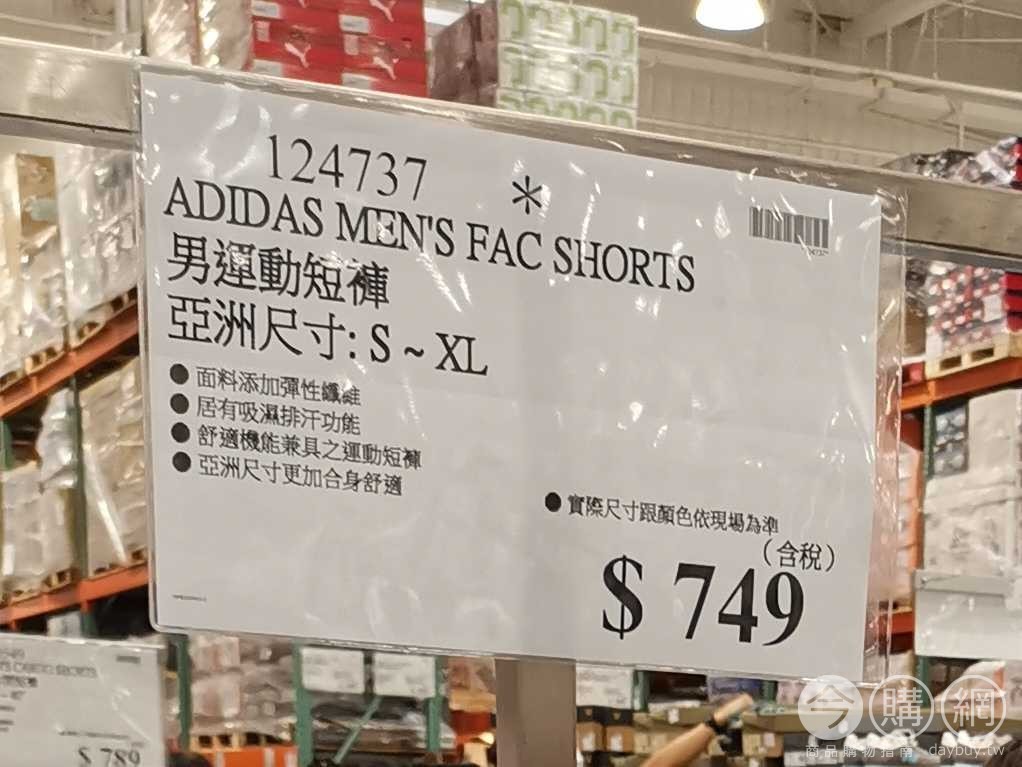 124737 *
ADIDAS MEN'S FAC SHORTS
男運動短褲
亞洲尺寸: S ~ XL
● 面料添加彈性纖維
● 居有吸濕排汗功能
● 舒適機能兼具之運動短褲
● 亞洲尺寸更加合身舒適
● 實際尺寸跟顏色依現場為準
(含稅)
$ 749
$ 789
今購網
商品購物指南 daybuy.tw